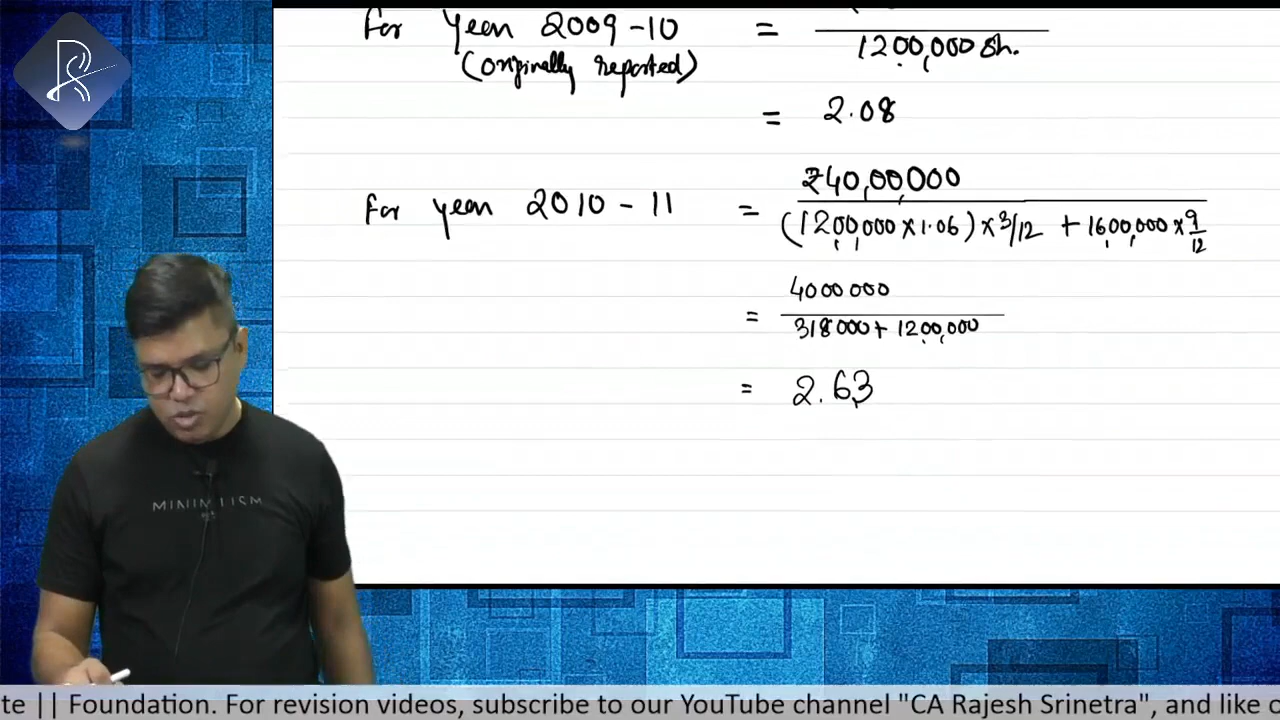 For Year 2009-10 = 1200,000 sh.
(originally reported)
= 2.08
For year 2010-11 = ₹40,00,000
(1200,000 x 1.06) x 3/12 + 1600,000 x 9/12
= 4000000
318000 + 1200,000
= 2.63
MINIMALISM
te || Foundation. For revision videos, subscribe to our YouTube channel "CA Rajesh Srinetra", and like